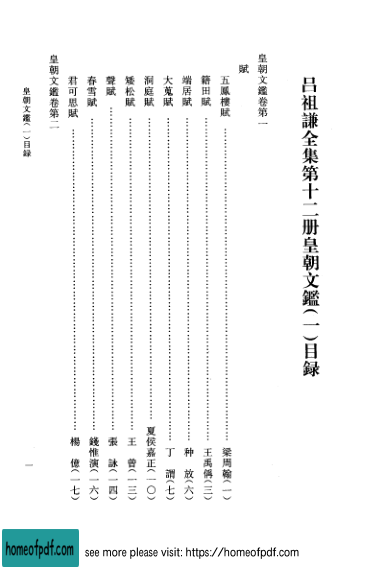 吕祖謙全集第十二册皇朝文鑑（一）目録
皇朝文鑑卷第一
賦
五鳳樓賦……梁周翰（一）
籍田賦……王禹偁（三）
端居賦……种　放（六）
大蒐賦……丁　謂（七）
洞庭賦……夏侯嘉正（一〇）
矮松賦……王　曾（一三）
聲賦……張　詠（一四）
春雪賦……錢惟演（一六）
君可思賦……楊　億（一七）
皇朝文鑑卷第二
皇朝文鑑（一）目録
一
homeofpdf.com
see more please visit: https://homeofpdf.com